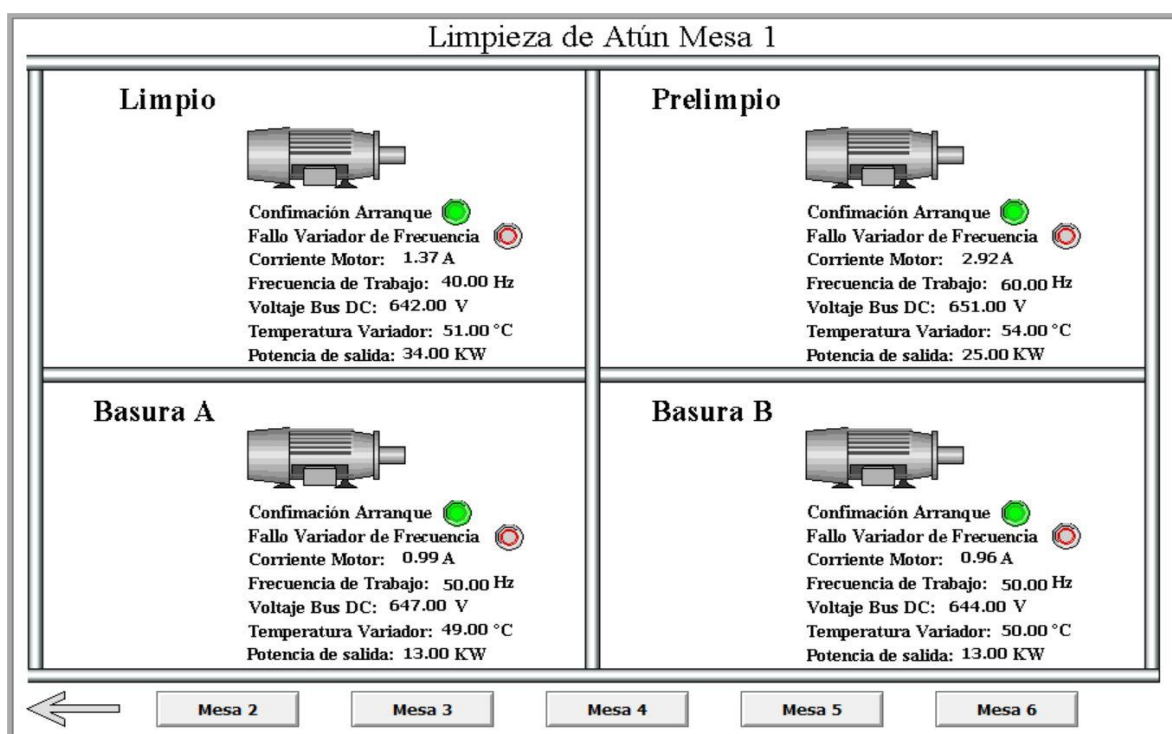 Limpieza de Atún Mesa 1
Limpio
Confimación Arranque
Fallo Variador de Frecuencia
Corriente Motor: 1.37 A
Frecuencia de Trabajo: 40.00 Hz
Voltaje Bus DC: 642.00 V
Temperatura Variador: 51.00 °C
Potencia de salida: 34.00 KW
Prelimpio
Confimación Arranque
Fallo Variador de Frecuencia
Corriente Motor: 2.92 A
Frecuencia de Trabajo: 60.00 Hz
Voltaje Bus DC: 651.00 V
Temperatura Variador: 54.00 °C
Potencia de salida: 25.00 KW
Basura A
Confimación Arranque
Fallo Variador de Frecuencia
Corriente Motor: 0.99 A
Frecuencia de Trabajo: 50.00 Hz
Voltaje Bus DC: 647.00 V
Temperatura Variador: 49.00 °C
Potencia de salida: 13.00 KW
Basura B
Confimación Arranque
Fallo Variador de Frecuencia
Corriente Motor: 0.96 A
Frecuencia de Trabajo: 50.00 Hz
Voltaje Bus DC: 644.00 V
Temperatura Variador: 50.00 °C
Potencia de salida: 13.00 KW
Mesa 2
Mesa 3
Mesa 4
Mesa 5
Mesa 6